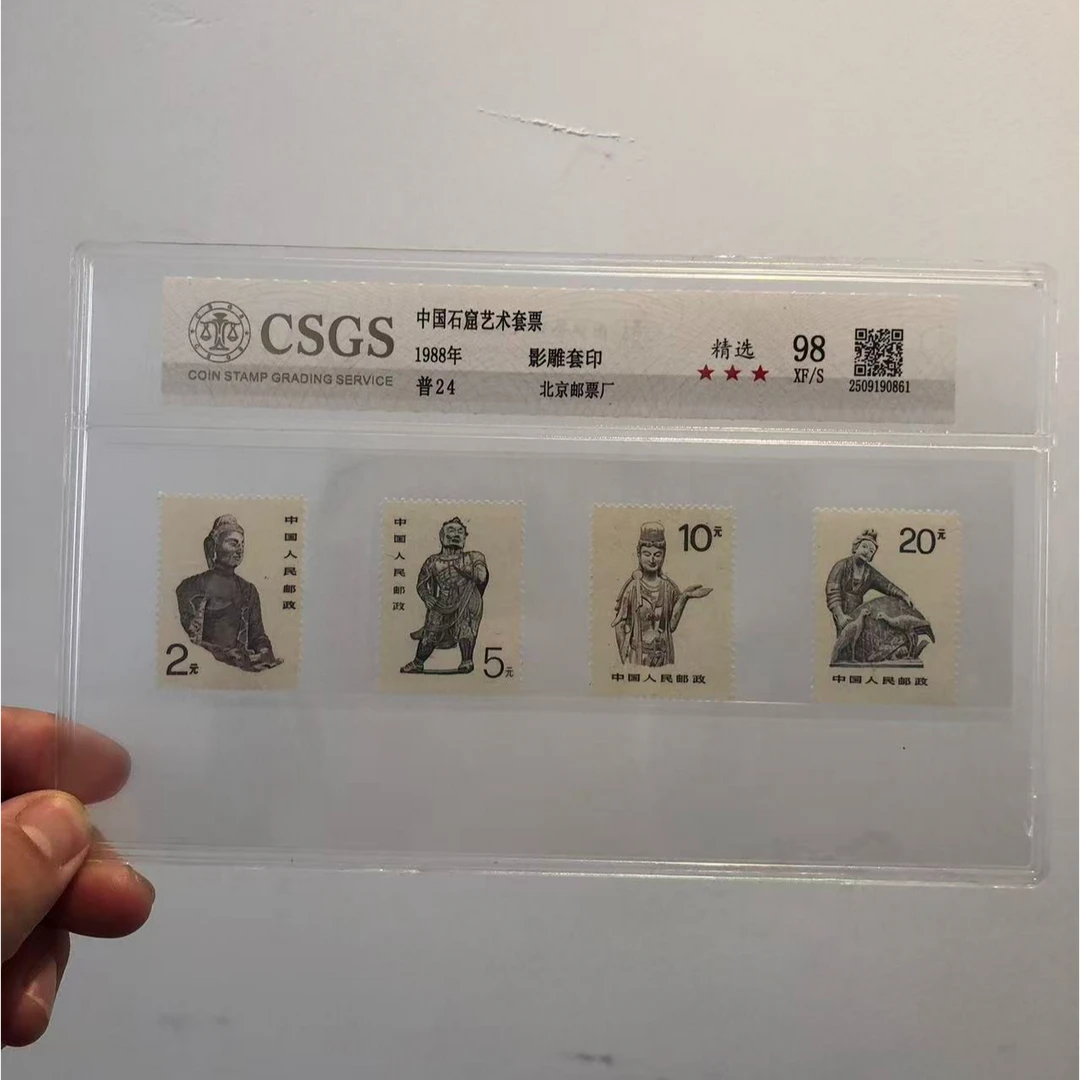 CSGS
COIN STAMP GRADING SERVICE
中国石窟艺术套票
1988年
影雕套印
普24
北京邮票厂
精选
98
XF/S
2509190861
中国人民邮政
2元
中国人民邮政
5元
10元
中国人民邮政
20元
中国人民邮政